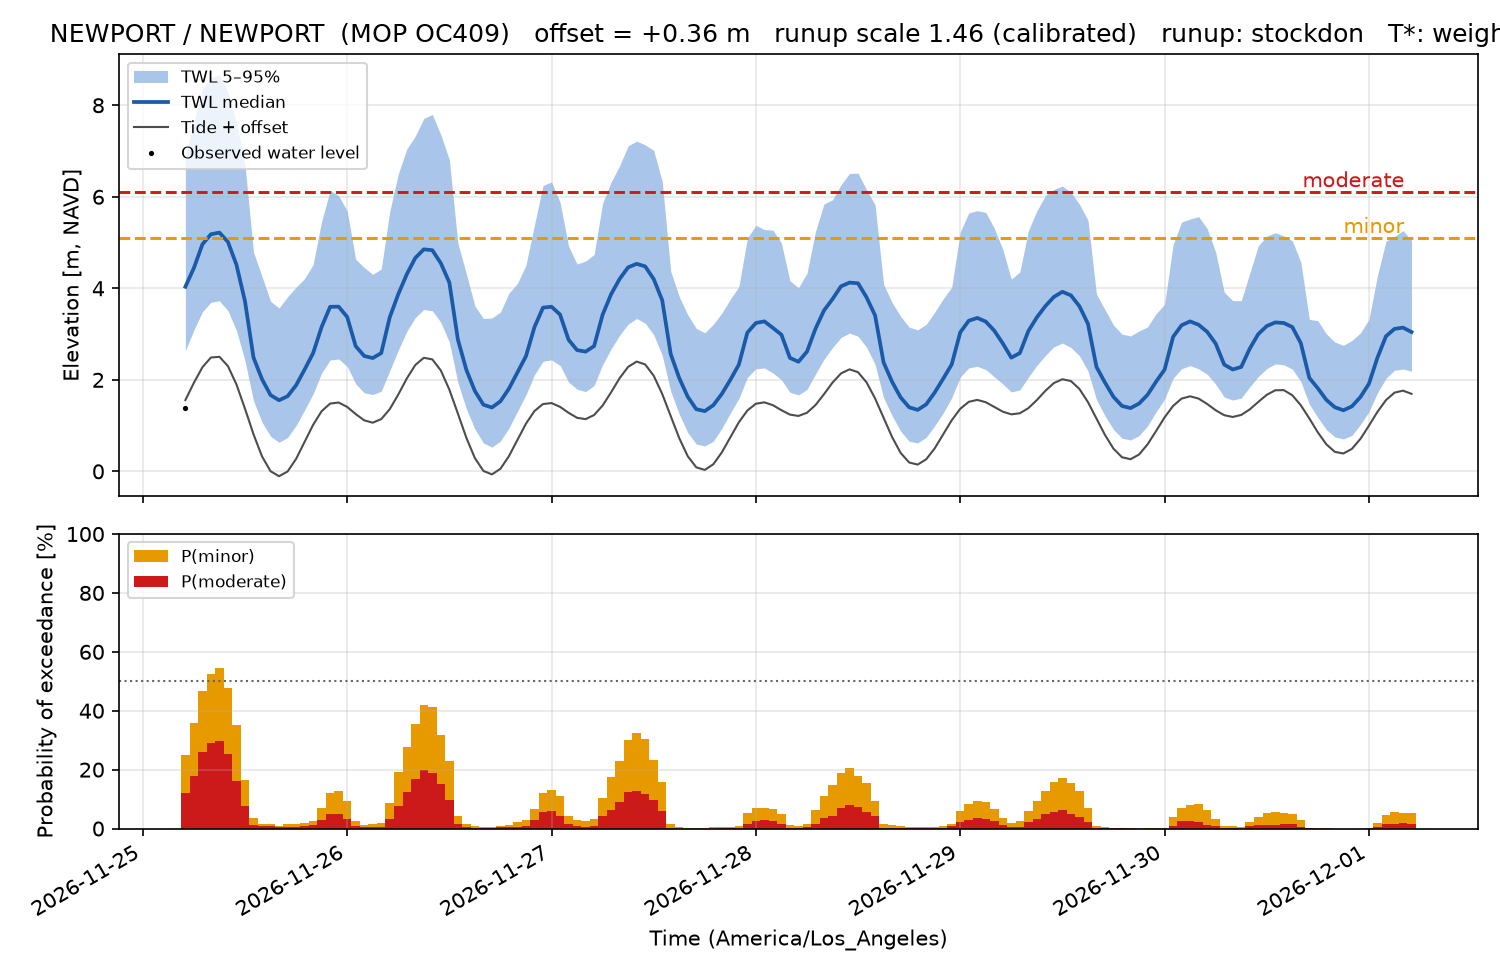 NEWPORT / NEWPORT (MOP OC409) offset = +0.36 m runup scale 1.46 (calibrated) runup: stockdon T*:
TWL 5–95%
TWL median
Tide + offset
Observed water level
moderate
minor
Elevation [m, NAVD]
8
6
4
2
0
P(minor)
P(moderate)
Probability of exceedance [%]
100
80
60
40
20
0
2026-11-25
2026-11-26
2026-11-27
2026-11-28
2026-11-29
2026-11-30
2026-12-01
Time (America/Los_Angeles)